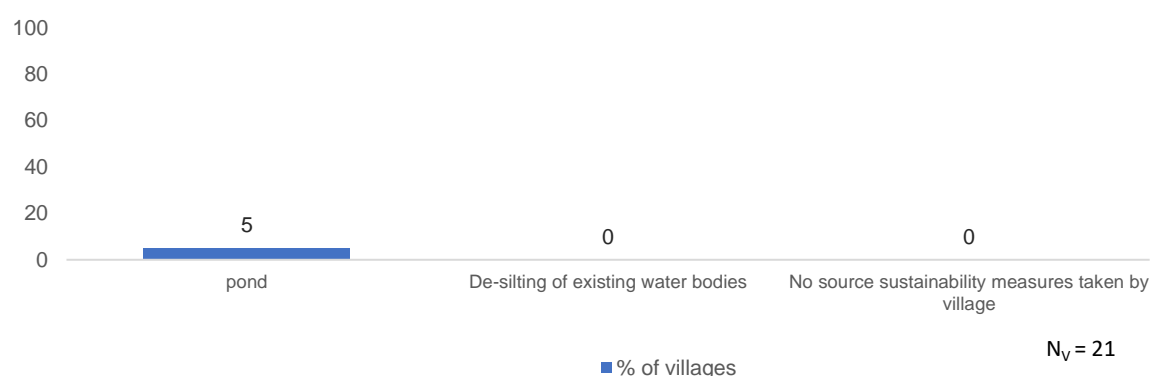 100
80
60
40
20
0
5
0
0
pond
De-silting of existing water bodies
No source sustainability measures taken by
village
N_V = 21
% of villages